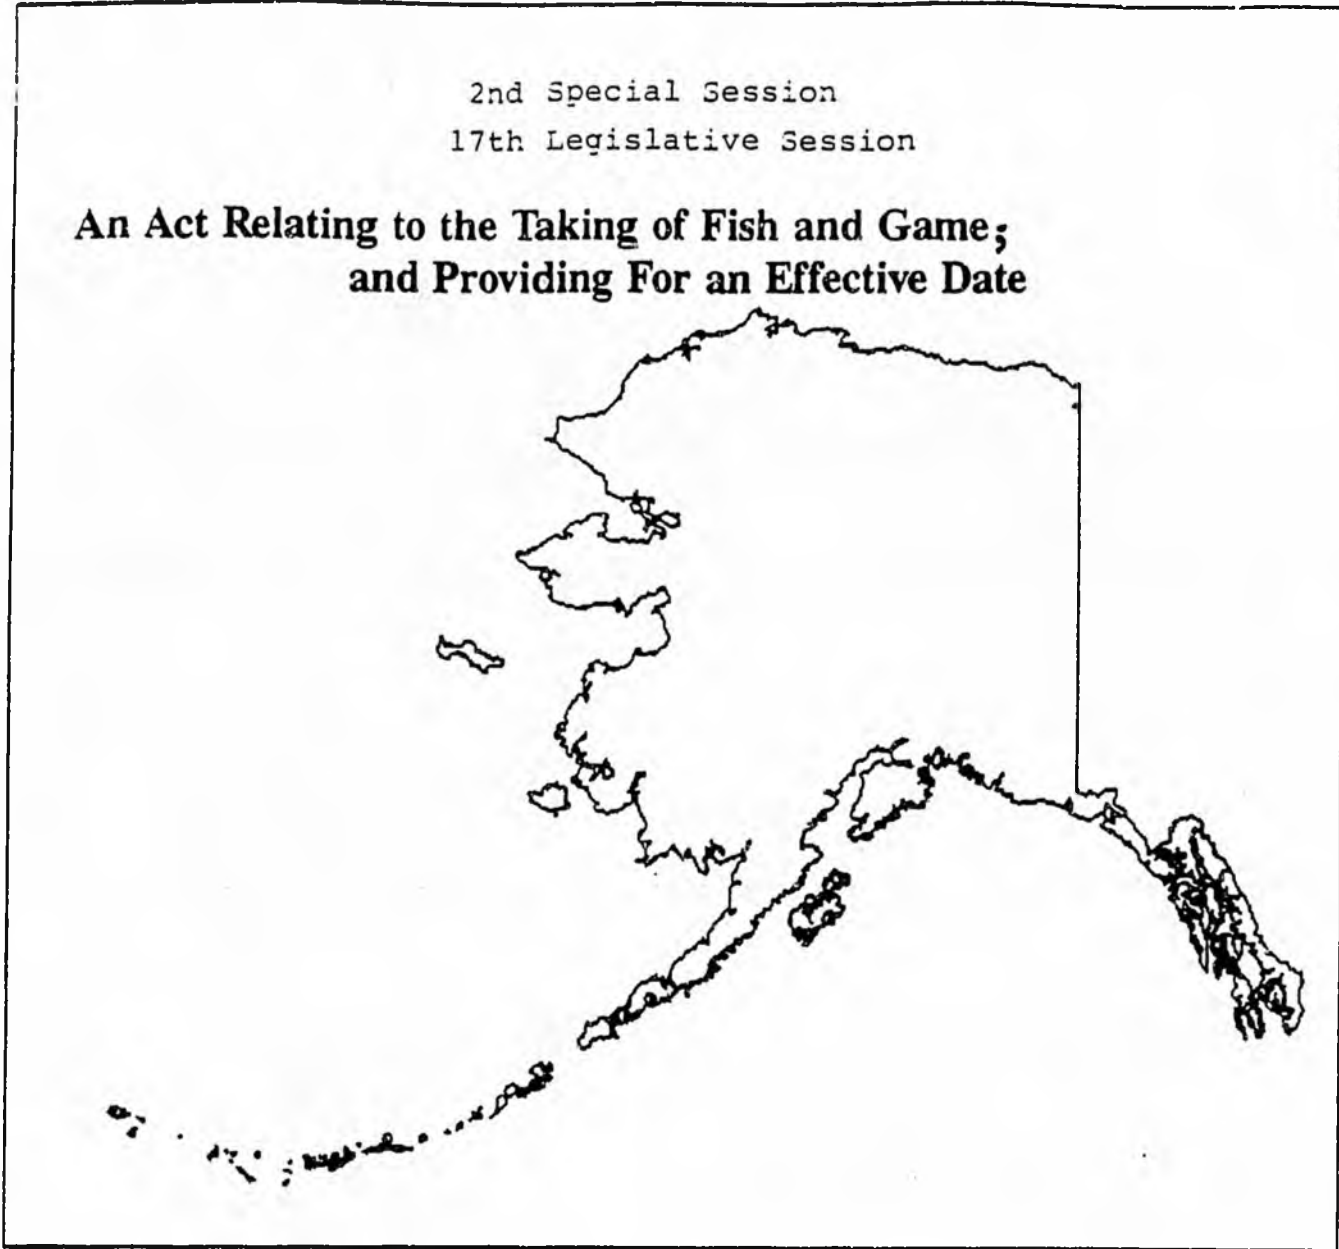 2nd Special Session
17th Legislative Session
An Act Relating to the Taking of Fish and Game;
and Providing For an Effective Date